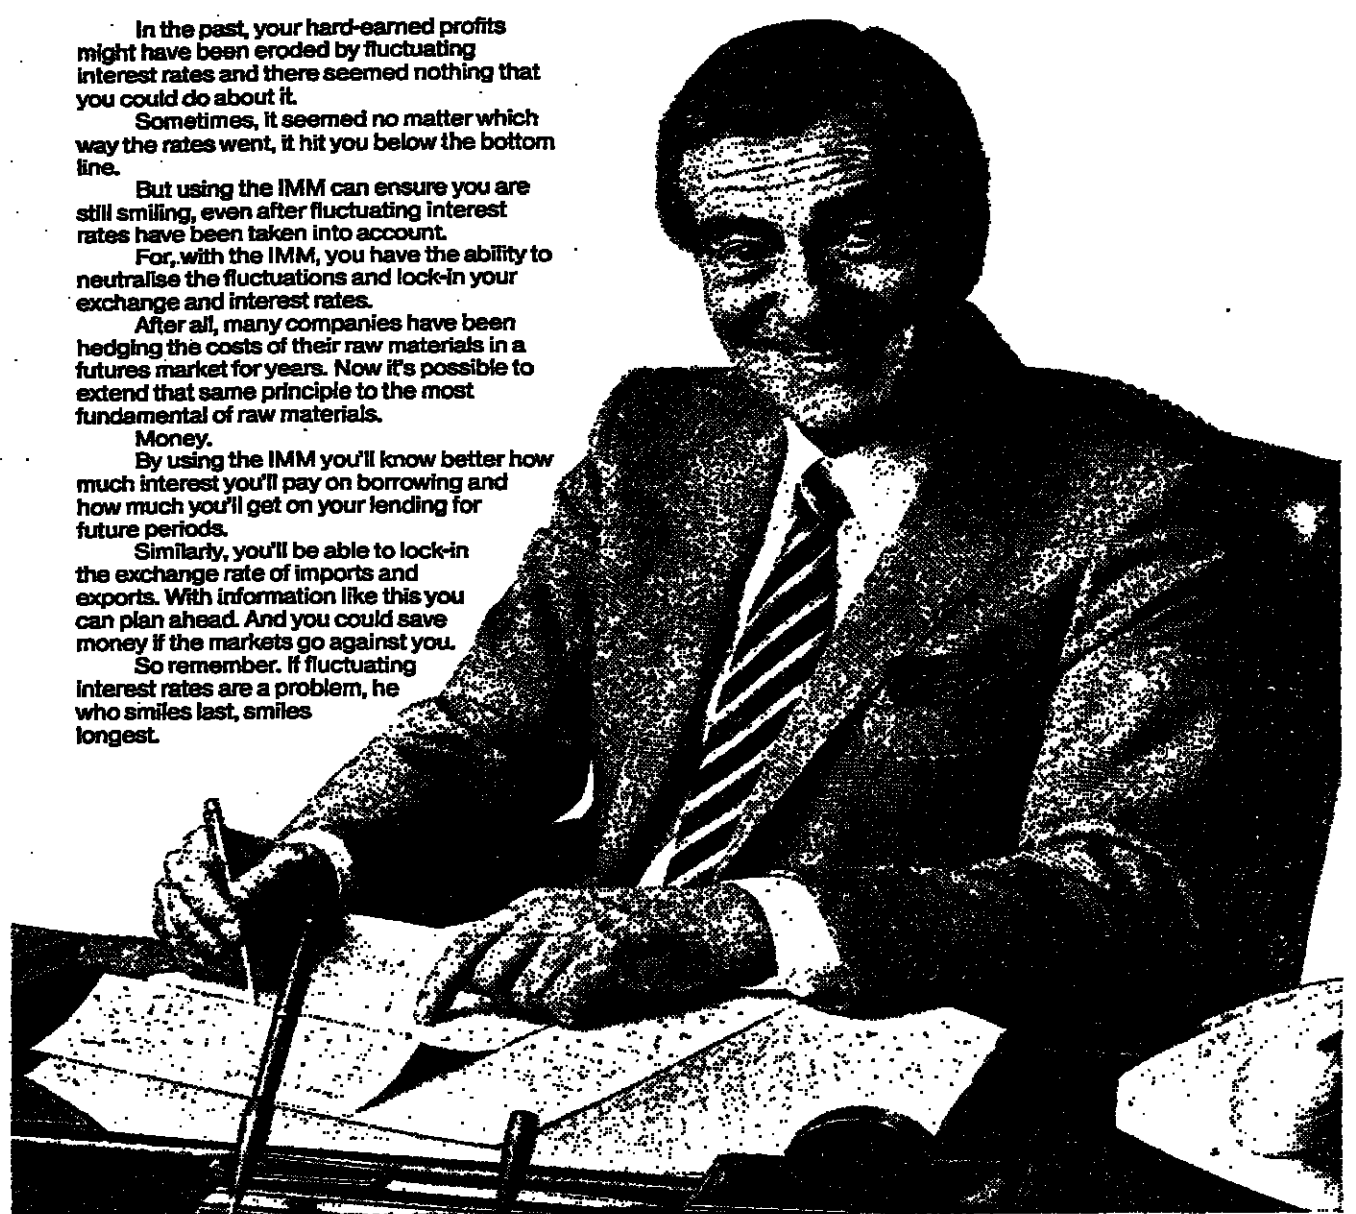 In the past, your hard-earned profits
might have been eroded by fluctuating
interest rates and there seemed nothing that
you could do about it.
Sometimes, it seemed no matter which
way the rates went, it hit you below the bottom
line.
But using the IMM can ensure you are
still smiling, even after fluctuating interest
rates have been taken into account.
For, with the IMM, you have the ability to
neutralise the fluctuations and lock-in your
exchange and interest rates.
After all, many companies have been
hedging the costs of their raw materials in a
futures market for years. Now it's possible to
extend that same principle to the most
fundamental of raw materials.
Money.
By using the IMM you'll know better how
much interest you'll pay on borrowing and
how much you'll get on your lending for
future periods.
Similarly, you'll be able to lock-in
the exchange rate of imports and
exports. With information like this you
can plan ahead. And you could save
money if the markets go against you.
So remember. If fluctuating
interest rates are a problem, he
who smiles last, smiles
longest.